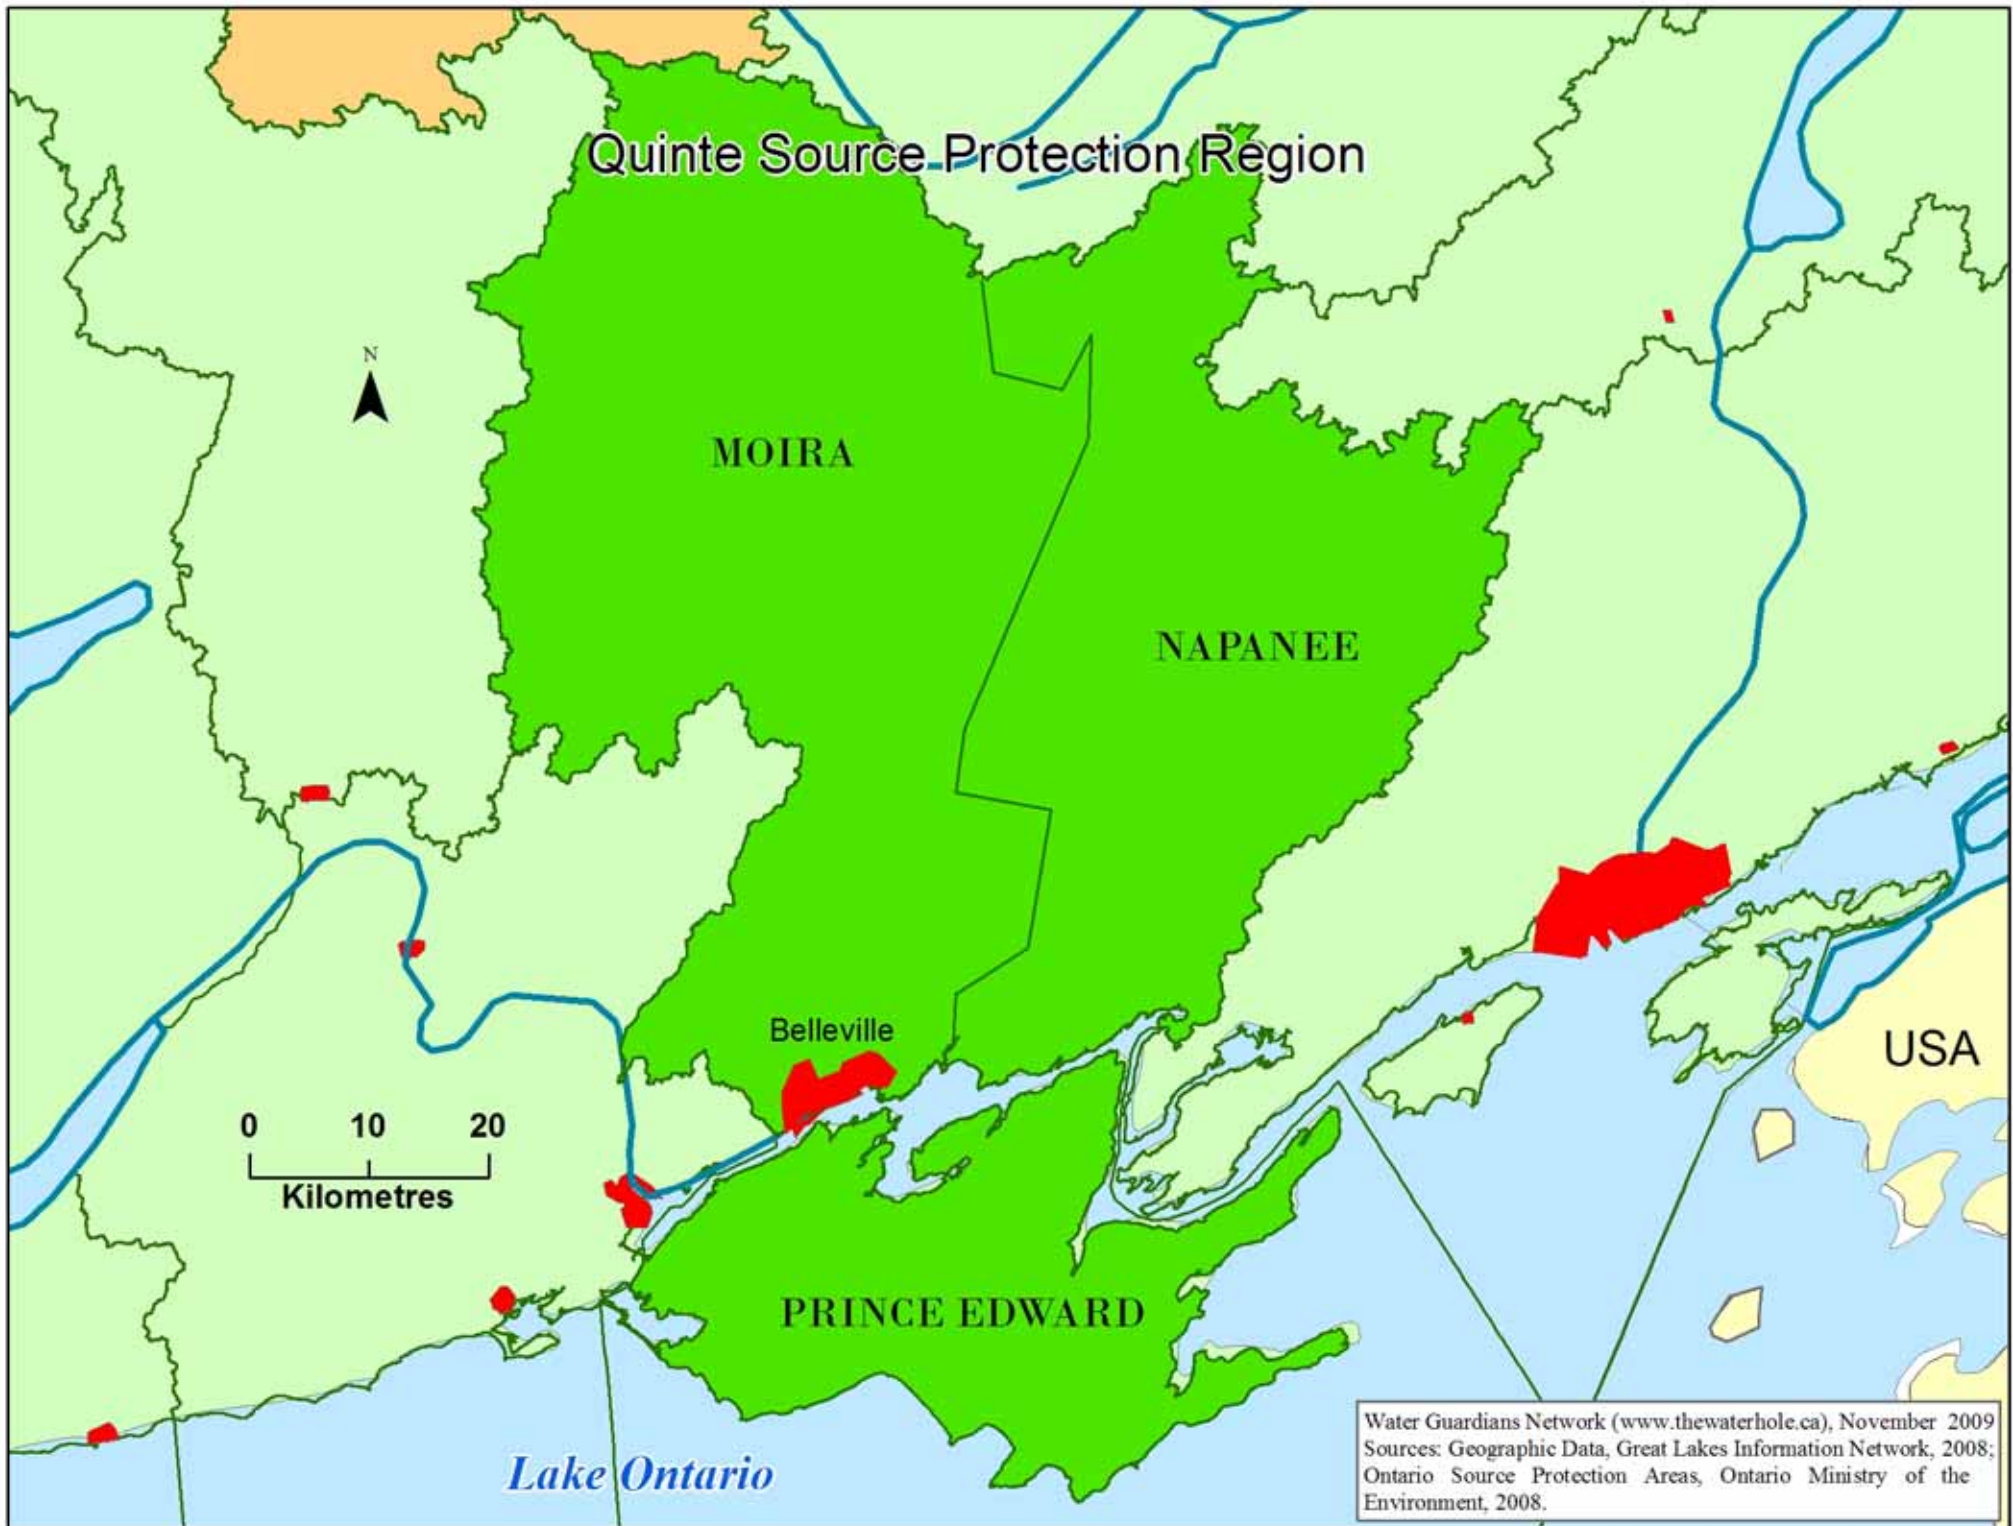 Quinte Source Protection Region
N
MOIRA
NAPANEE
Belleville
USA
0 10 20
Kilometres
PRINCE EDWARD
Lake Ontario
Water Guardians Network (www.thewaterhole.ca), November 2009
Sources: Geographic Data, Great Lakes Information Network, 2008;
Ontario Source Protection Areas, Ontario Ministry of the
Environment, 2008.